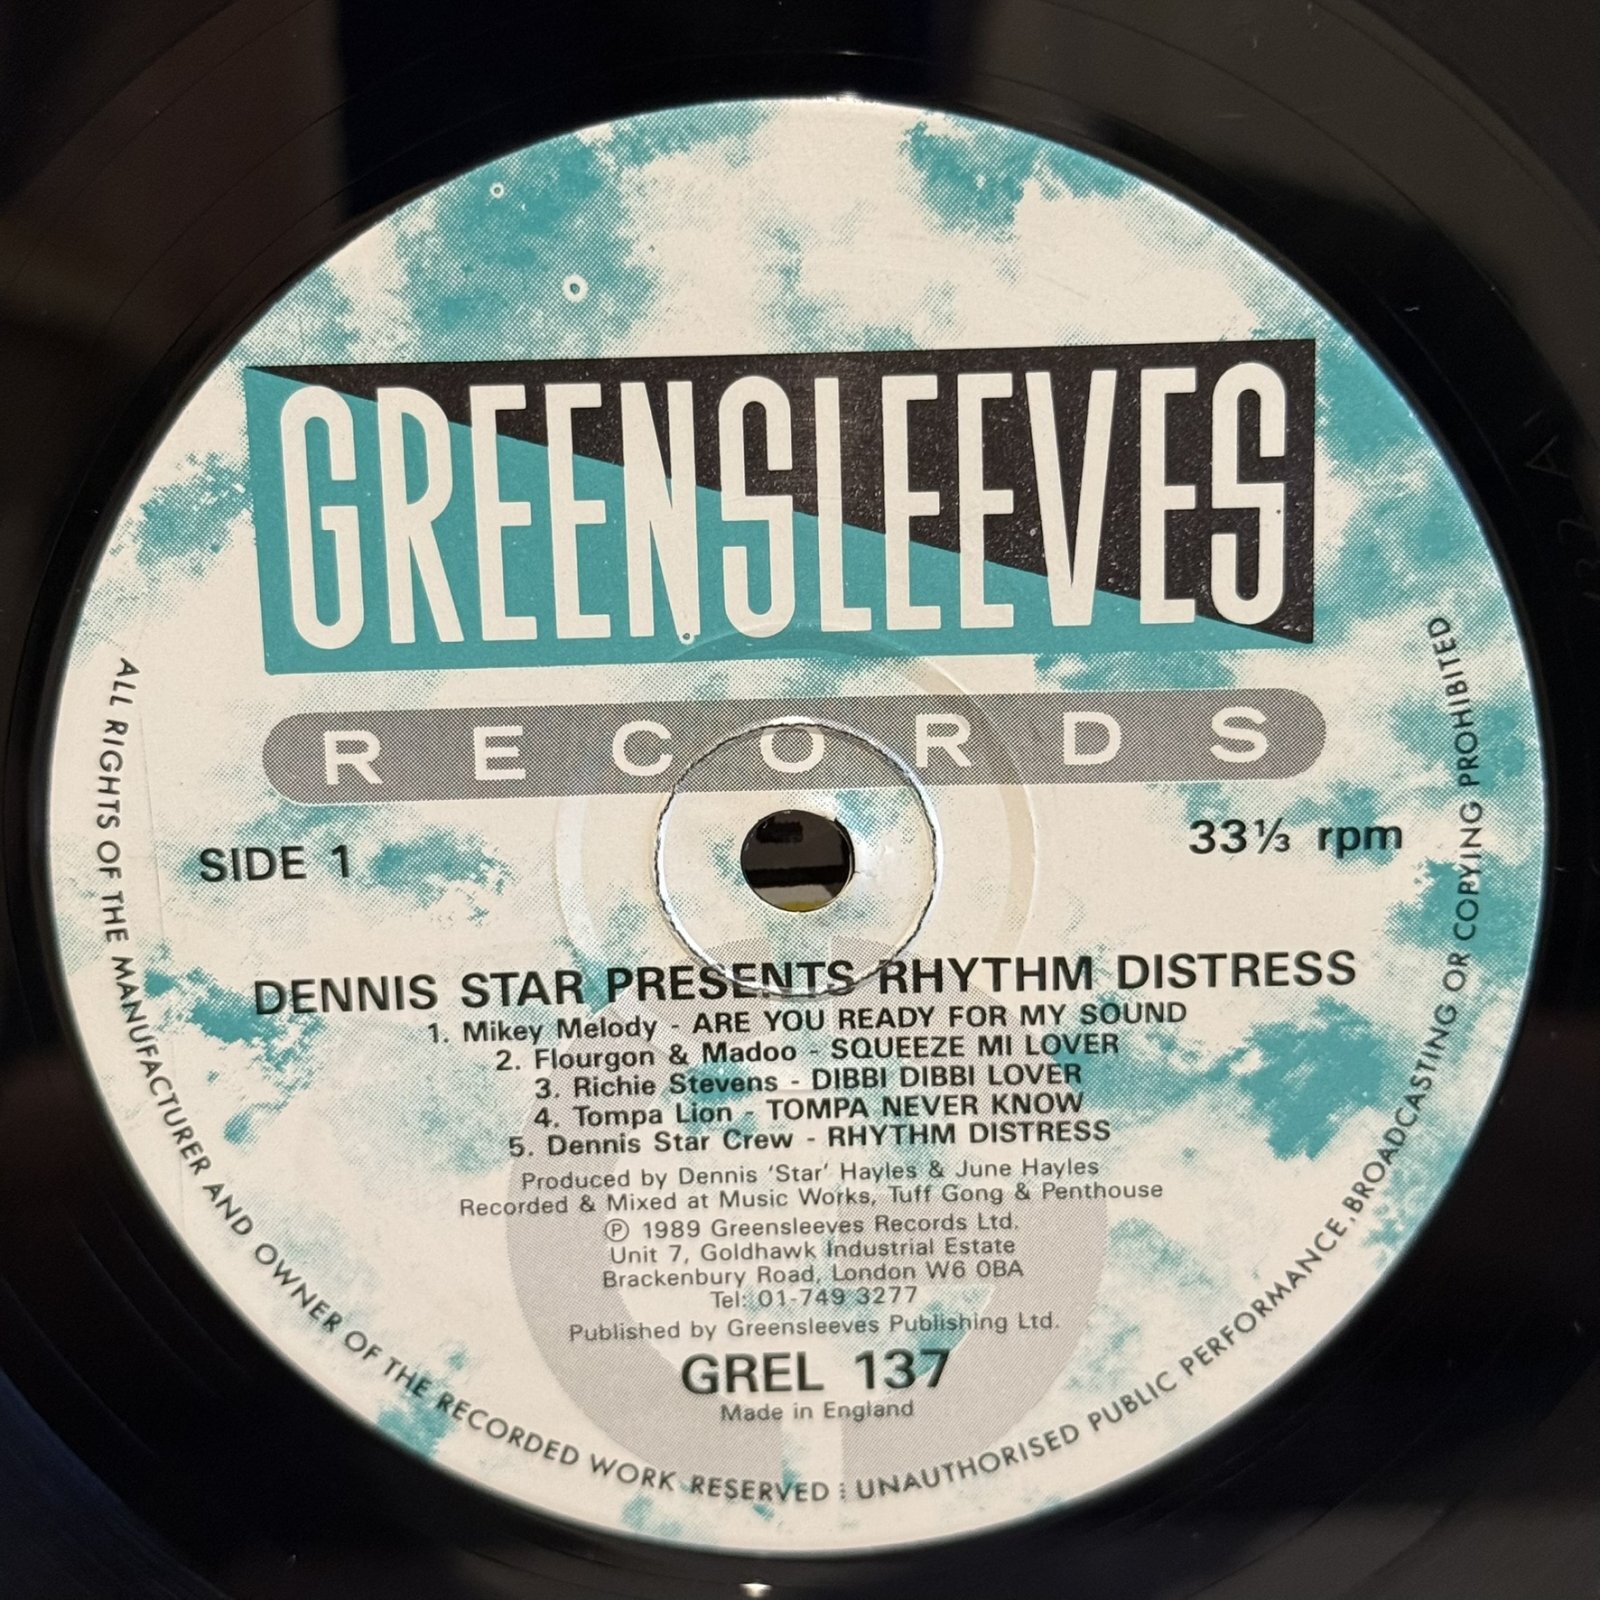 GREENSLEEVES
RECORDS
SIDE 1
33⅓ rpm
DENNIS STAR PRESENTS RHYTHM DISTRESS
1. Mikey Melody - ARE YOU READY FOR MY SOUND
2. Flourgon & Madoo - SQUEEZE MI LOVER
3. Richie Stevens - DIBBI DIBBI LOVER
4. Tompa Lion - TOMPA NEVER KNOW
5. Dennis Star Crew - RHYTHM DISTRESS
Produced by Dennis 'Star' Hayles & June Hayles
Recorded & Mixed at Music Works, Tuff Gong & Penthouse
℗ 1989 Greensleeves Records Ltd.
Unit 7, Goldhawk Industrial Estate
Brackenbury Road, London W6 0BA
Tel: 01-749 3277
Published by Greensleeves Publishing Ltd.
GREL 137
Made in England
ALL RIGHTS OF THE MANUFACTURER AND OWNER OF THE RECORDED WORK RESERVED : UNAUTHORISED PUBLIC PERFORMANCE, BROADCASTING OR COPYING PROHIBITED